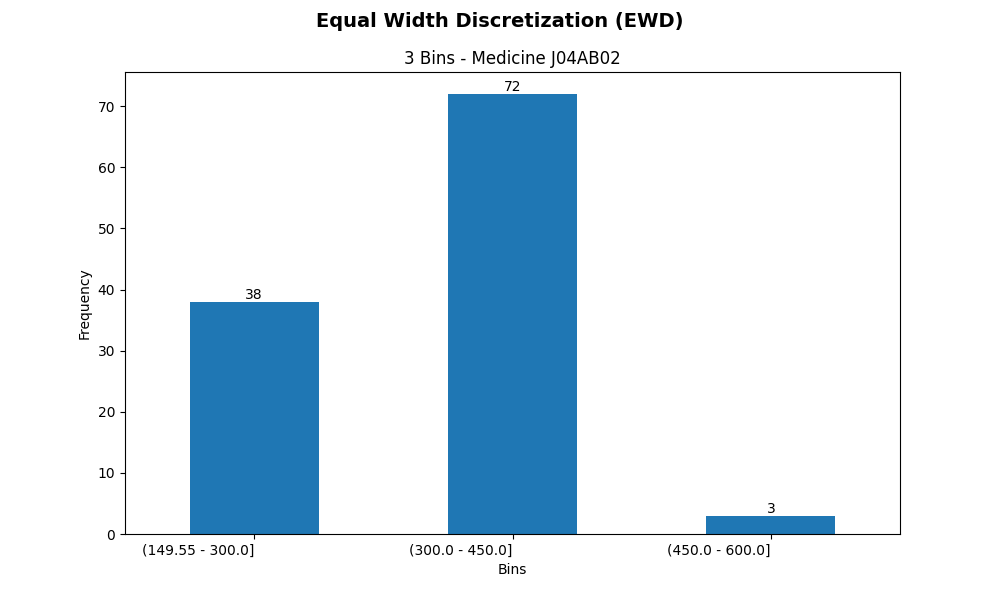 Equal Width Discretization (EWD)
3 Bins - Medicine J04AB02
Frequency
70
60
50
40
30
20
10
0
38
72
3
(149.55 - 300.0]
(300.0 - 450.0]
(450.0 - 600.0]
Bins